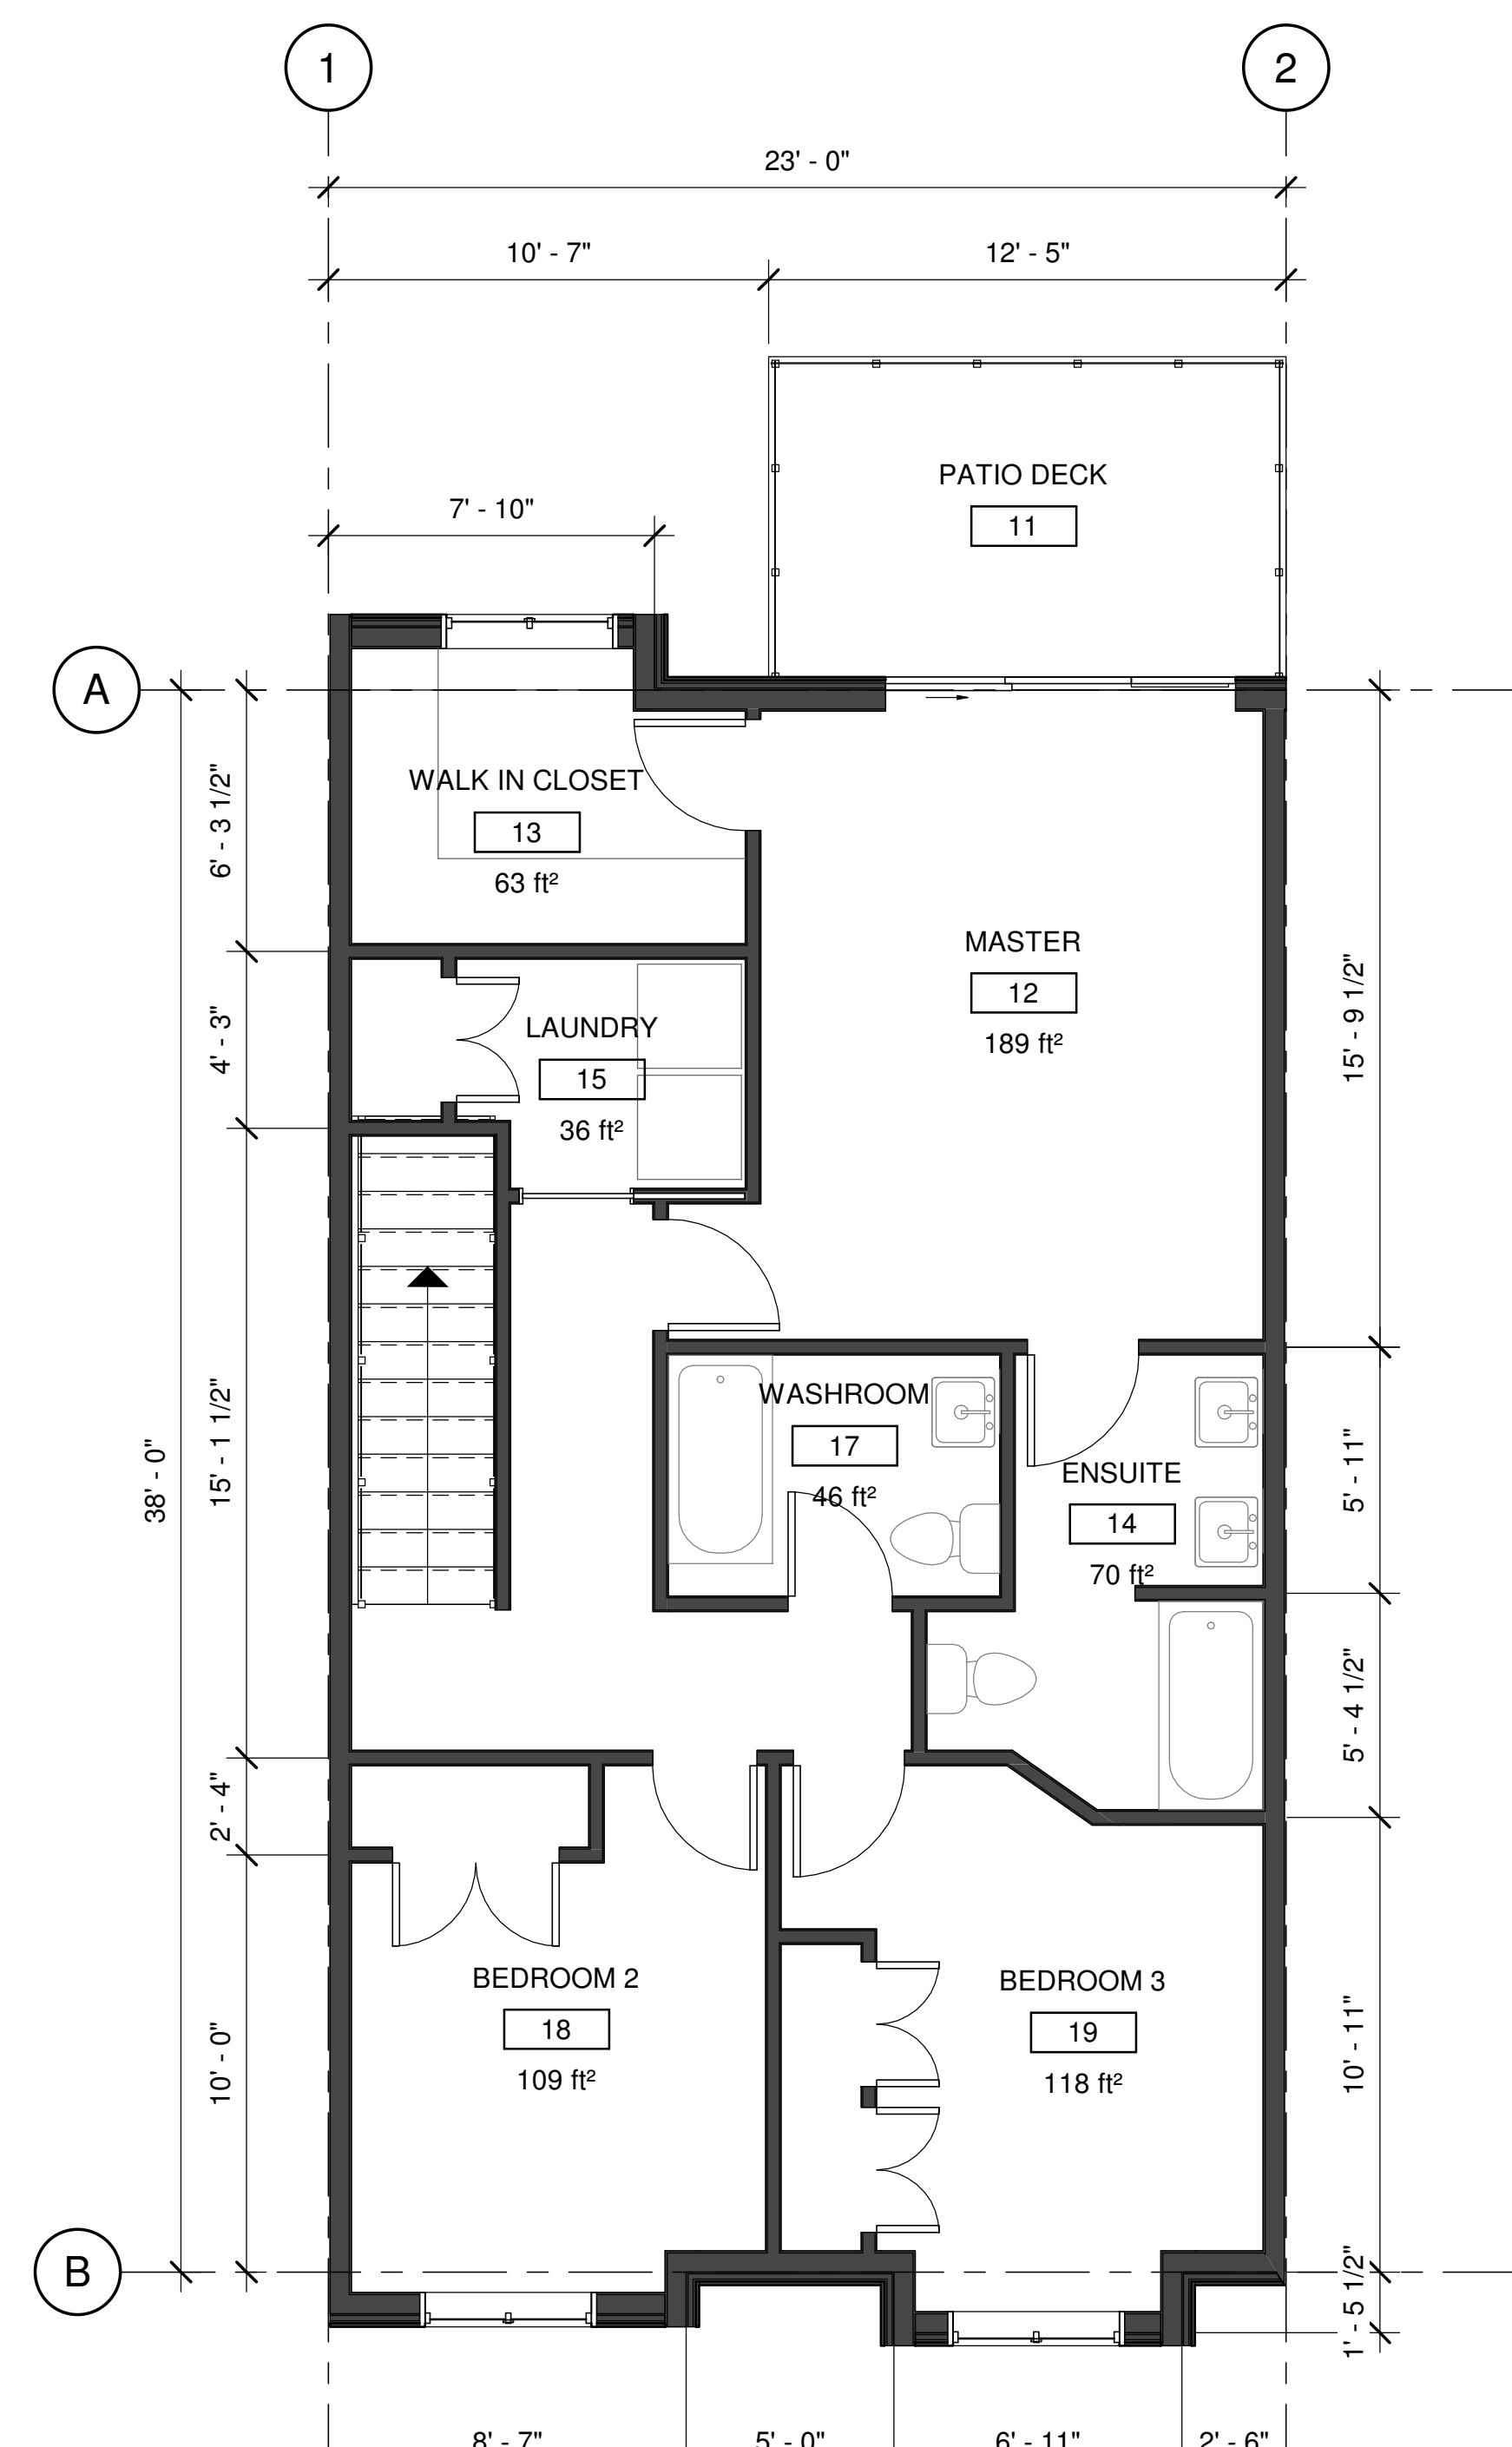 1
2
23' - 0"
10' - 7"
12' - 5"
PATIO DECK
11
7' - 10"
A
WALK IN CLOSET
13
63 ft²
6' - 3 1/2"
MASTER
12
189 ft²
15' - 9 1/2"
4' - 3"
LAUNDRY
15
36 ft²
WASHROOM
17
46 ft²
ENSUITE
14
70 ft²
5' - 11"
38' - 0"
15' - 1 1/2"
5' - 4 1/2"
2' - 4"
BEDROOM 2
18
109 ft²
BEDROOM 3
19
118 ft²
10' - 0"
10' - 11"
B
1' - 5 1/2"
8' - 7"
5' - 0"
6' - 11"
2' - 6"